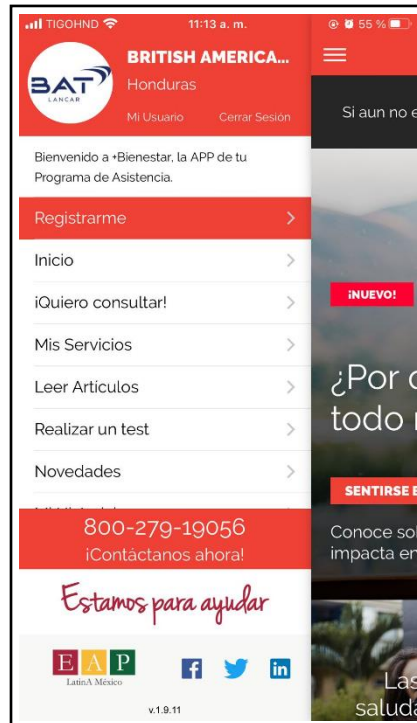 TIGOHND
11:13 a. m.
55 %
BAT
LANCAR
BRITISH AMERICA...
Honduras
Mi Usuario
Cerrar Sesión
Bienvenido a +Bienestar, la APP de tu
Programa de Asistencia.
Registrarme
Inicio
¡Quiero consultar!
Mis Servicios
Leer Artículos
Realizar un test
Novedades
800-279-19056
¡Contáctanos ahora!
Estamos para ayudar
EAP
LatinA México
v.1.9.11
Si aun no e
¡NUEVO!
¿Por
todo
SENTIRSE
Conoce so
impacta en
Las
saluda